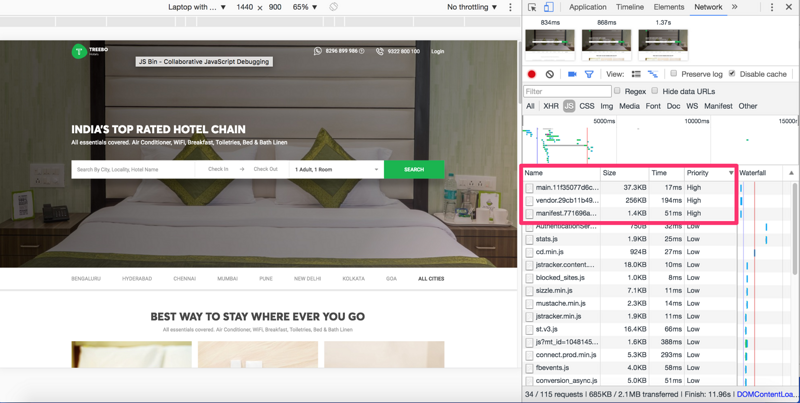 Laptop with ... ▼ 1440 × 900 65% ▼ No throttling ▼
TREEBO
8296 899 986
9322 800 100
Login
JS Bin - Collaborative JavaScript Debugging
INDIA'S TOP RATED HOTEL CHAIN
All essentials covered. Air Conditioner, WiFi, Breakfast, Toiletries, Bed & Bath Linen
Search By City, Locality, Hotel Name Check In → Check Out 1 Adult, 1 Room SEARCH
BENGALURU HYDERABAD CHENNAI MUMBAI PUNE NEW DELHI KOLKATA GOA ALL CITIES
BEST WAY TO STAY WHERE EVER YOU GO
All essentials covered. Air Conditioner, WiFi, Breakfast, Toiletries, Bed & Bath Linen
Application Timeline Elements Network »
834ms 868ms 1.37s
View: Preserve log Disable cache
Filter Regex Hide data URLs
All XHR JS CSS Img Media Font Doc WS Manifest Other
5000ms 10000ms 15000
Name Size Time Priority ▼ Waterfall
main.11f35077d6c... 37.3KB 17ms High
vendor.29cb11b49... 256KB 194ms High
manifest.771696a... 1.4KB 51ms High
AuthenticationSer... 750B 32ms Low
stats.js 1.9KB 25ms Low
cd.min.js 924B 27ms Low
jstracker.content.... 18.0KB 10ms Low
blocked_sites.js 1.0KB 8ms Low
sizzle.min.js 7.1KB 11ms Low
mustache.min.js 2.3KB 14ms Low
jstracker.min.js 1.9KB 11ms Low
st.v3.js 16.4KB 66ms Low
js?mt_id=1048145... 1.6KB 388ms Low
connect.prod.min.js 5.3KB 293ms Low
fbevents.js 4.0KB 58ms Low
conversion_async.js 5.0KB 51ms Low
34 / 115 requests | 685KB / 2.1MB transferred | Finish: 11.96s | DOMContentLoa...